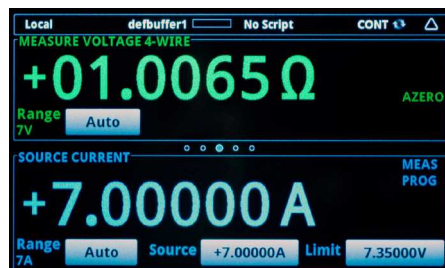 Local defbuffer1 No Script CONT
MEASURE VOLTAGE 4-WIRE
+01.0065 Ω
AZERO
Range Auto
7V
SOURCE CURRENT
MEAS
PROG
+7.00000 A
Range Auto Source +7.00000A Limit 7.35000V
7A